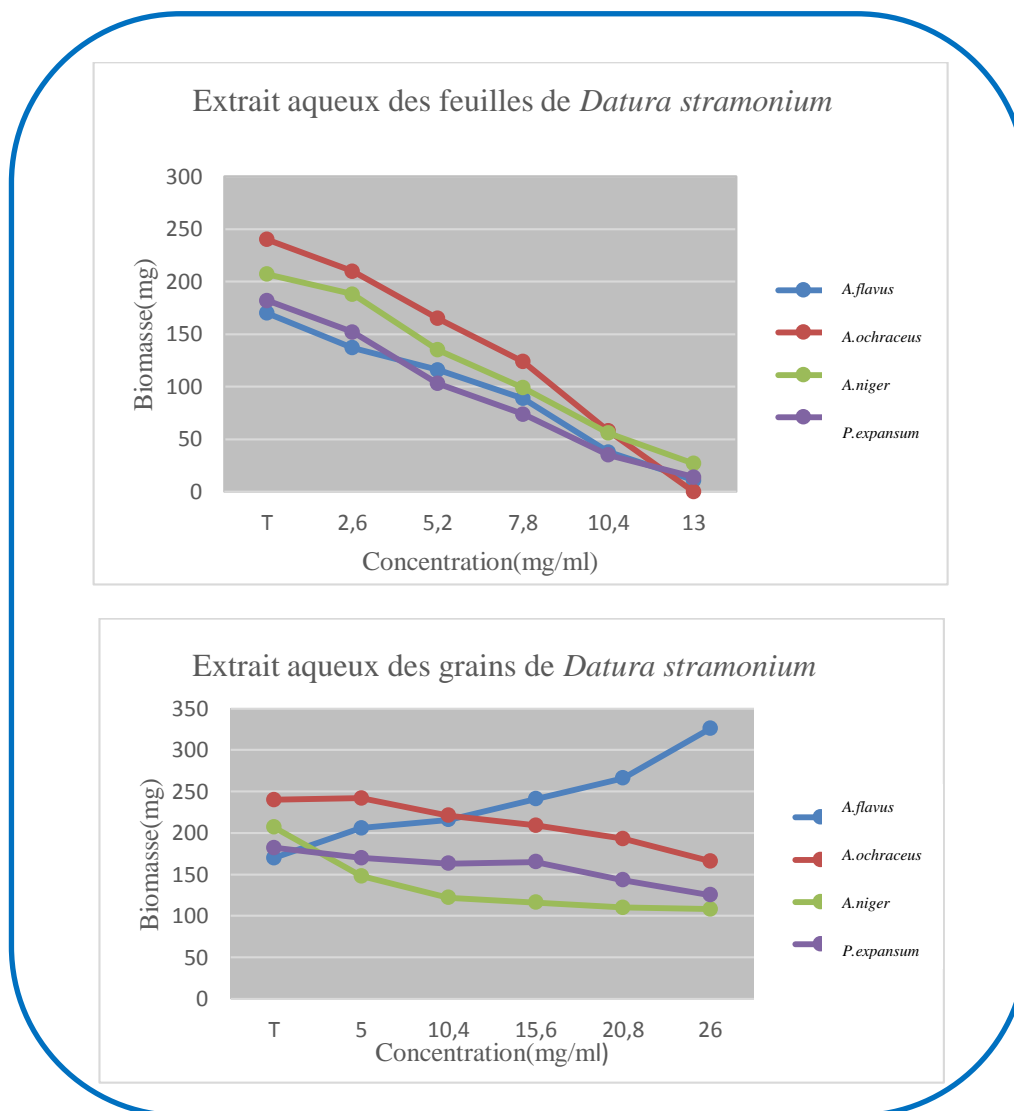 Extrait aqueux des feuilles de Datura stramonium
300
250
200
150
100
50
0
Biomasse(mg)
T 2,6 5,2 7,8 10,4 13
Concentration(mg/ml)
A.flavus
A.ochraceus
A.niger
P.expansum
Extrait aqueux des grains de Datura stramonium
350
300
250
200
150
100
50
0
Biomasse(mg)
T 5 10,4 15,6 20,8 26
Concentration(mg/ml)
A.flavus
A.ochraceus
A.niger
P.expansum